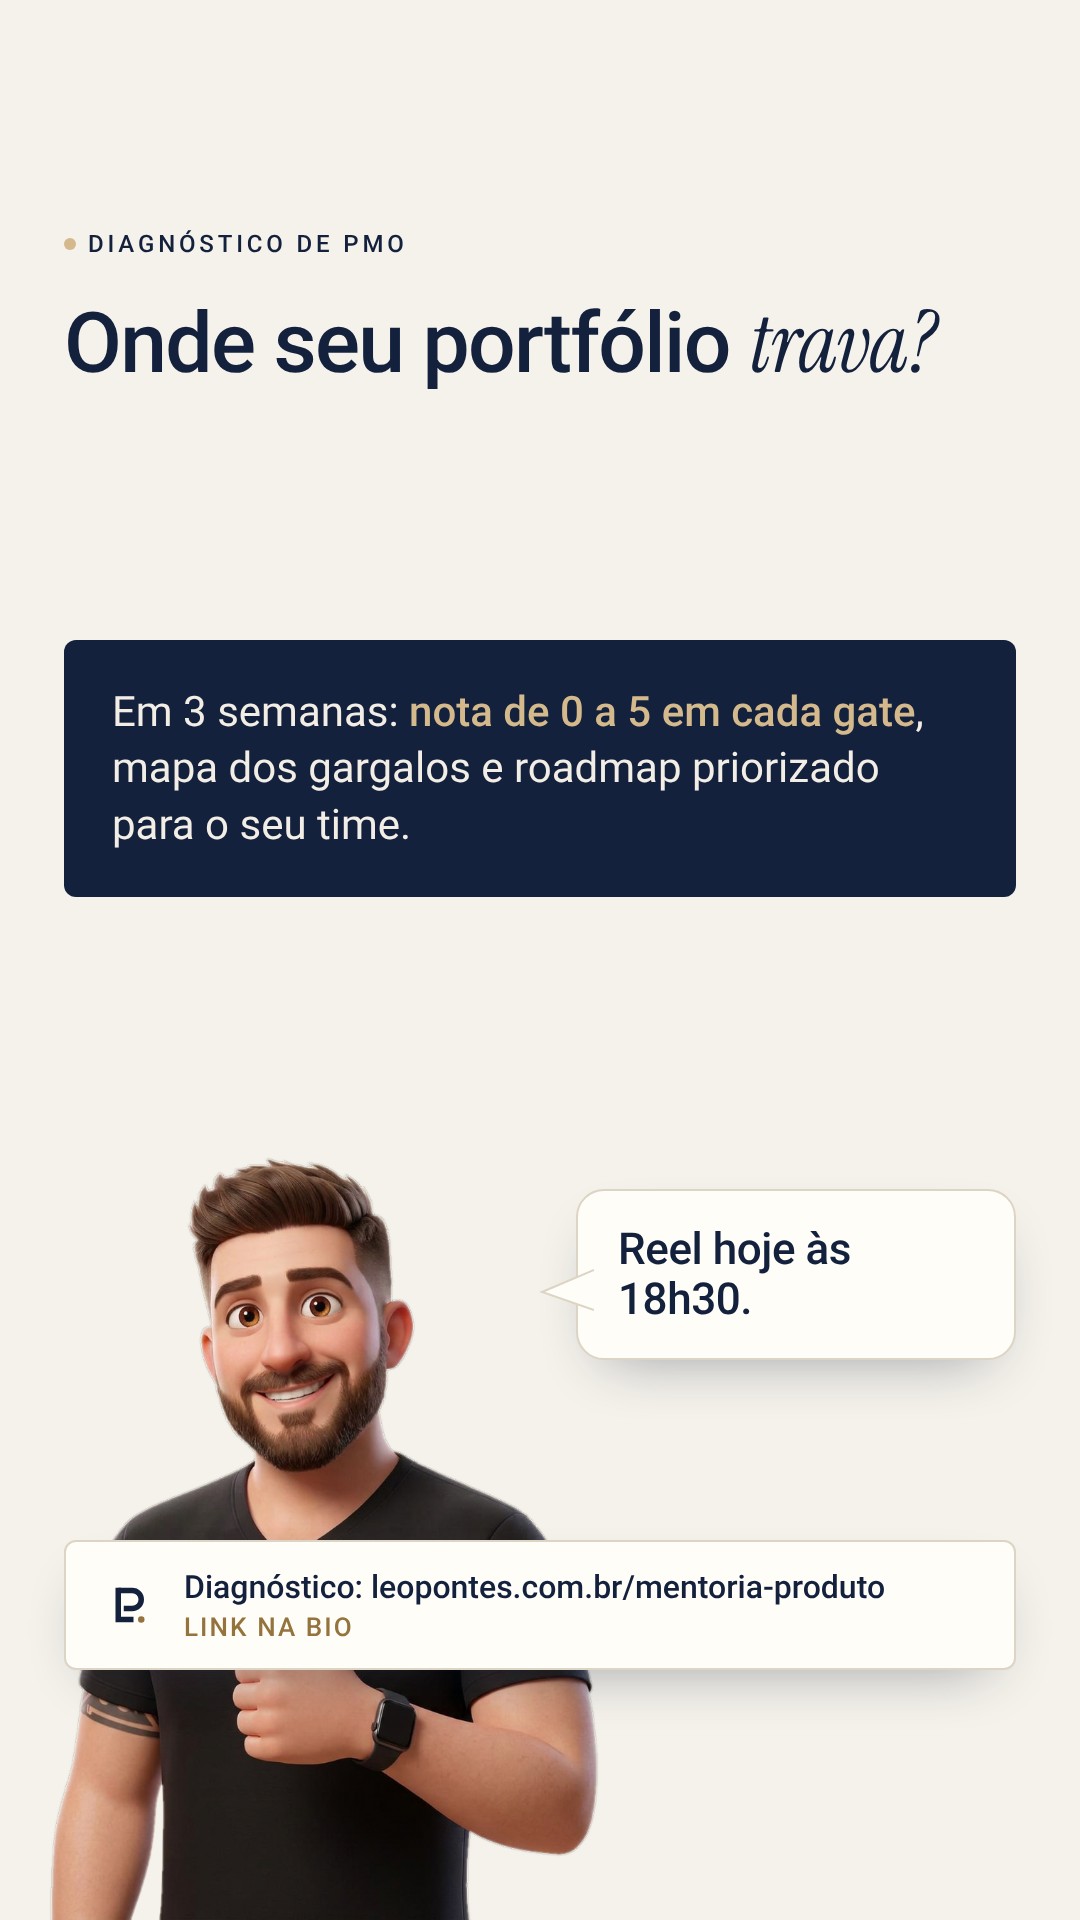 DIAGNÓSTICO DE PMO
Onde seu portfólio trava?
Em 3 semanas: nota de 0 a 5 em cada gate,
mapa dos gargalos e roadmap priorizado
para o seu time.
Reel hoje às
18h30.
Diagnóstico: leopontes.com.br/mentoria-produto
LINK NA BIO